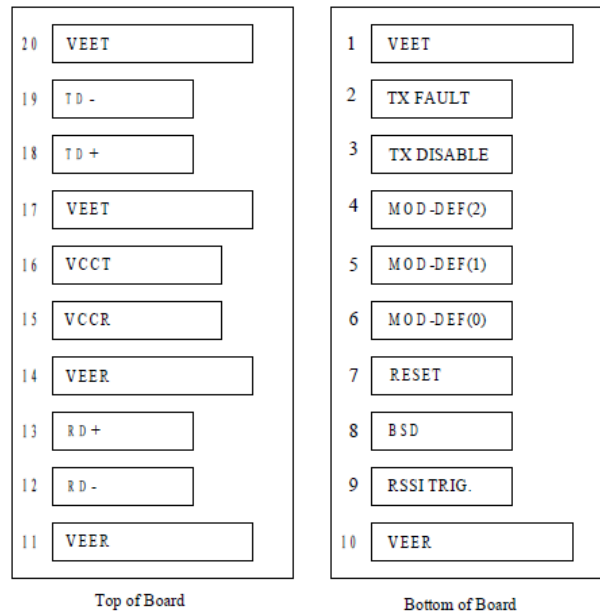 20 VEET
19 TD-
18 TD+
17 VEET
16 VCCT
15 VCCR
14 VEER
13 RD+
12 RD-
11 VEER
Top of Board
1 VEET
2 TX FAULT
3 TX DISABLE
4 MOD-DEF(2)
5 MOD-DEF(1)
6 MOD-DEF(0)
7 RESET
8 BSD
9 RSSI TRIG.
10 VEER
Bottom of Board